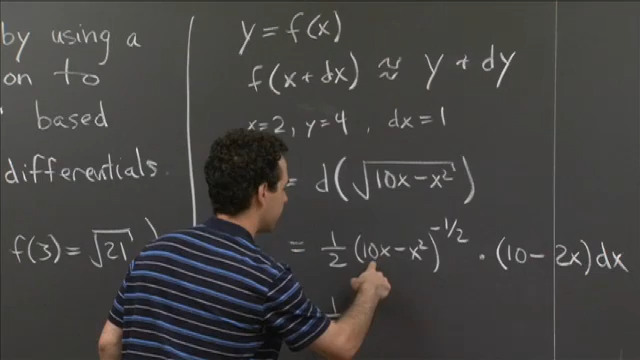 by using a
on to
based
differentials.
f(3) = √21
y = f(x)
f(x + dx) ≈ y + dy
x = 2, y = 4, dx = 1
= d(√(10x − x²))
= 1/2 (10x − x²)^(−1/2) · (10 − 2x) dx
1